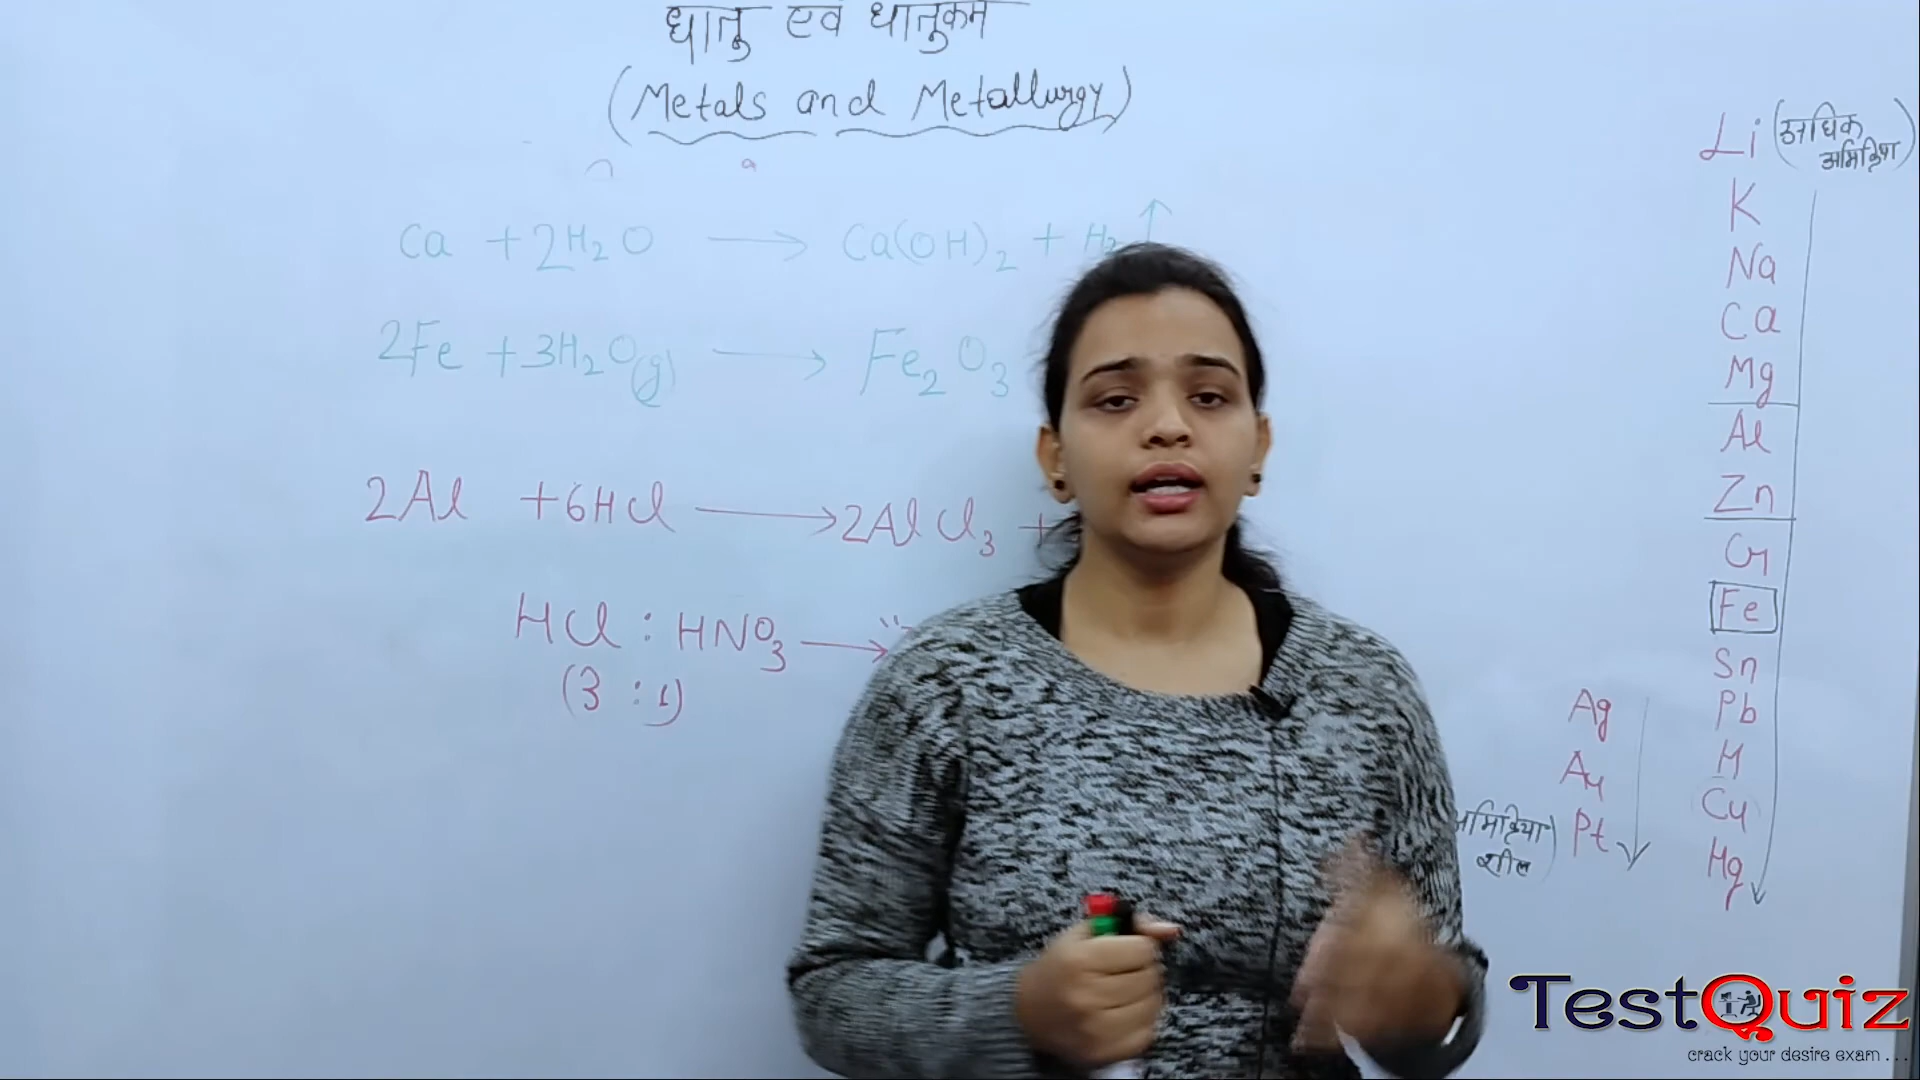 धातु एवं धातुकर्म
(Metals and Metallurgy)
Ca + 2H₂O ⟶ Ca(OH)₂ + H₂↑
2Fe + 3H₂O(g) ⟶ Fe₂O₃
2Al + 6HCl ⟶ 2AlCl₃ +
HCl : HNO₃ ⟶
(3 : 1)
Li (अधिक
अभिक्रिया)
K
Na
Ca
Mg
Al
Zn
Cr
Fe
Sn
Pb
H
Cu
Hg
Ag
Au
Pt
शील)
TestQuiz
crack your desire exam ...